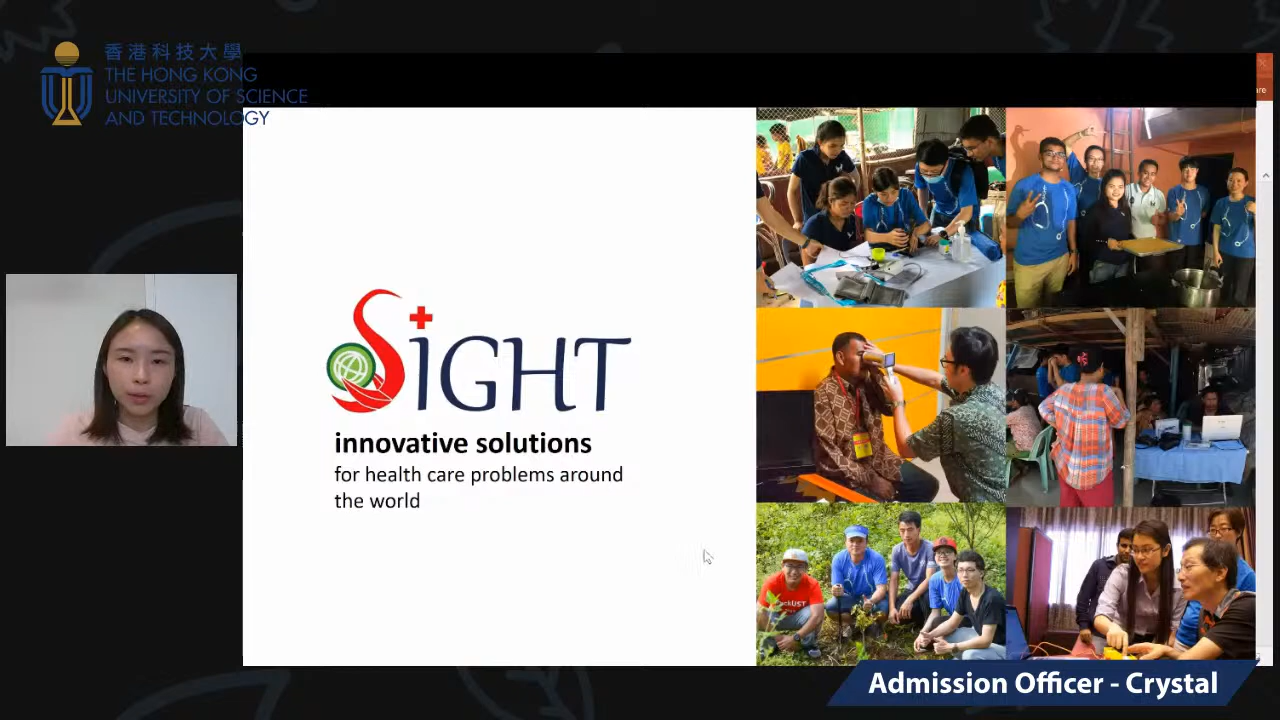 香港科技大學
THE HONG KONG
UNIVERSITY OF SCIENCE
AND TECHNOLOGY
SIGHT
innovative solutions
for health care problems around
the world
Admission Officer - Crystal